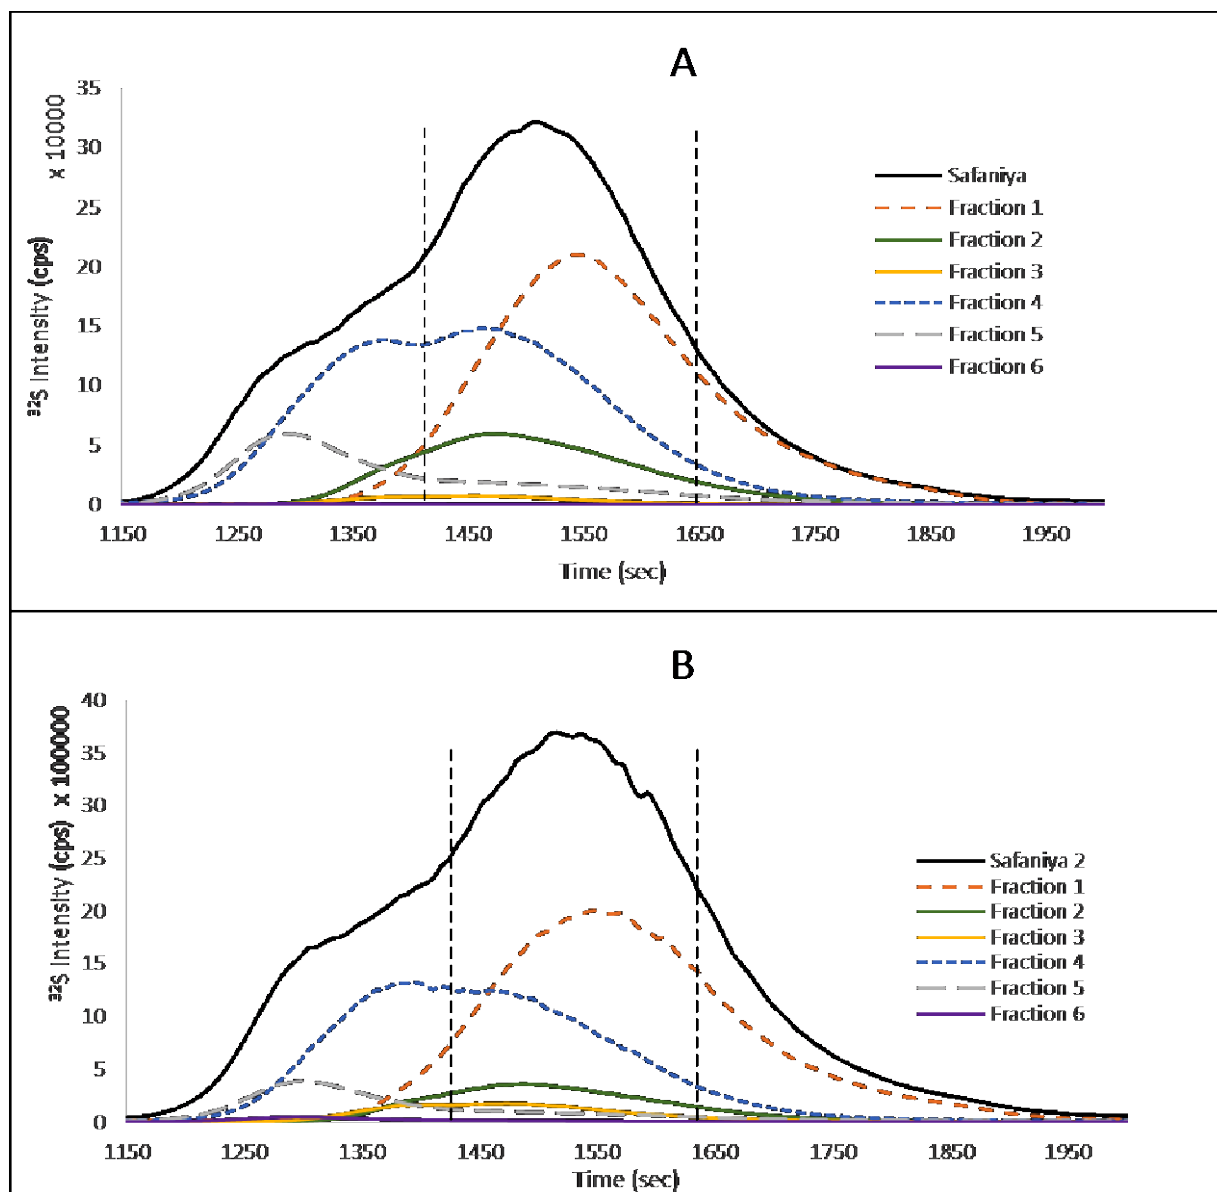 A
x 10000
³²S Intensity (cps)
35
30
25
20
15
10
5
0
1150 1250 1350 1450 1550 1650 1750 1850 1950
Time (sec)
Safaniya
Fraction 1
Fraction 2
Fraction 3
Fraction 4
Fraction 5
Fraction 6
B
³²S Intensity (cps) x 100000
40
35
30
25
20
15
10
5
0
1150 1250 1350 1450 1550 1650 1750 1850 1950
Time (sec)
Safaniya 2
Fraction 1
Fraction 2
Fraction 3
Fraction 4
Fraction 5
Fraction 6